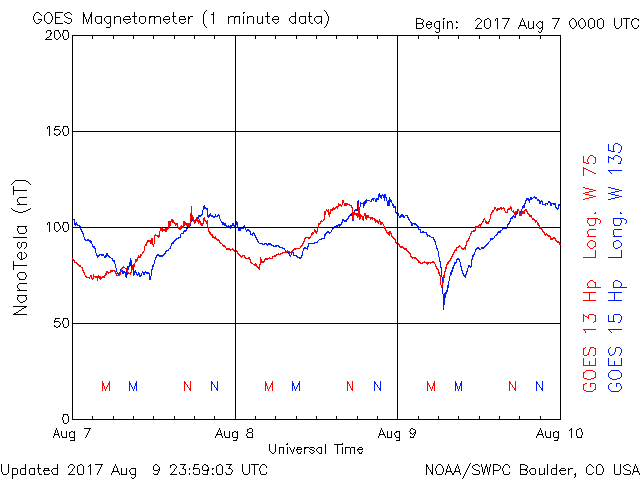 GOES Magnetometer (1 minute data)
Begin: 2017 Aug 7 0000 UTC
200
150
100
50
0
NanoTesla (nT)
M M N N M M N N M M N N
Aug 7 Aug 8 Aug 9 Aug 10
Universal Time
GOES 13 Hp Long. W 75
GOES 15 Hp Long. W 135
Updated 2017 Aug 9 23:59:03 UTC
NOAA/SWPC Boulder, CO USA